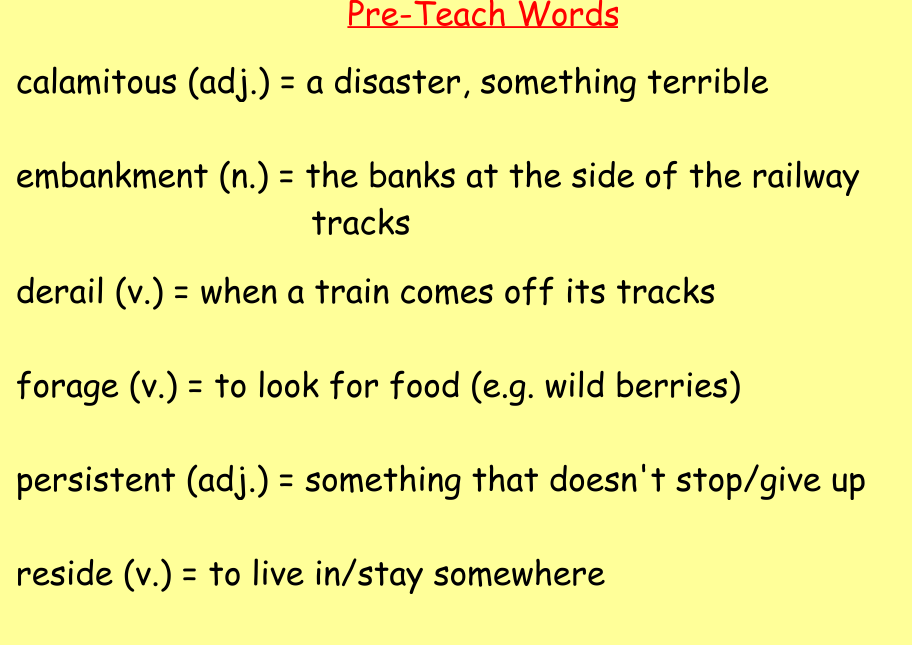 Pre-Teach Words
calamitous (adj.) = a disaster, something terrible
embankment (n.) = the banks at the side of the railway
tracks
derail (v.) = when a train comes off its tracks
forage (v.) = to look for food (e.g. wild berries)
persistent (adj.) = something that doesn't stop/give up
reside (v.) = to live in/stay somewhere